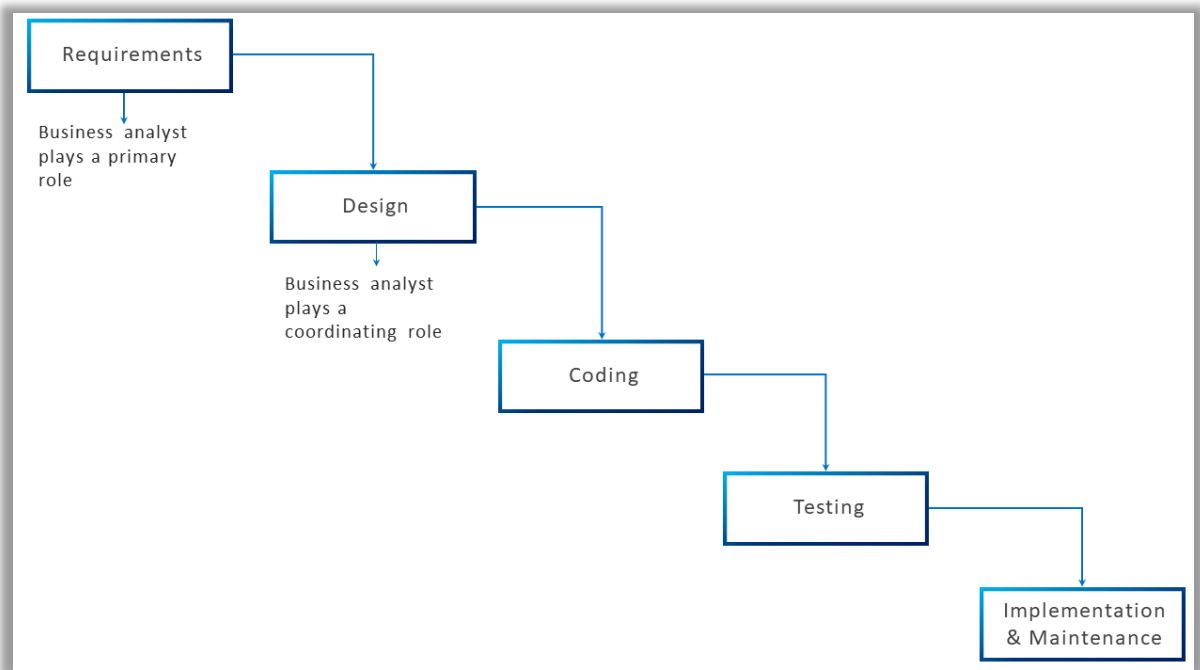 Requirements
Business analyst
plays a primary
role
Design
Business analyst
plays a
coordinating role
Coding
Testing
Implementation
& Maintenance